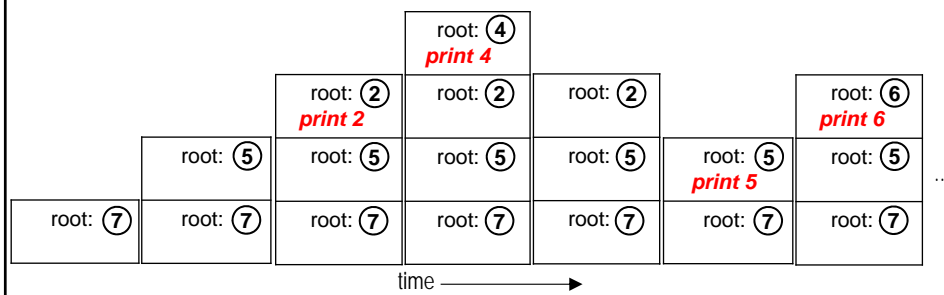 root: 4
print 4
root: 2 root: 2 root: 2 root: 6
print 2 print 6
root: 5 root: 5 root: 5 root: 5 root: 5 root: 5
print 5
..
root: 7 root: 7 root: 7 root: 7 root: 7 root: 7 root: 7
time